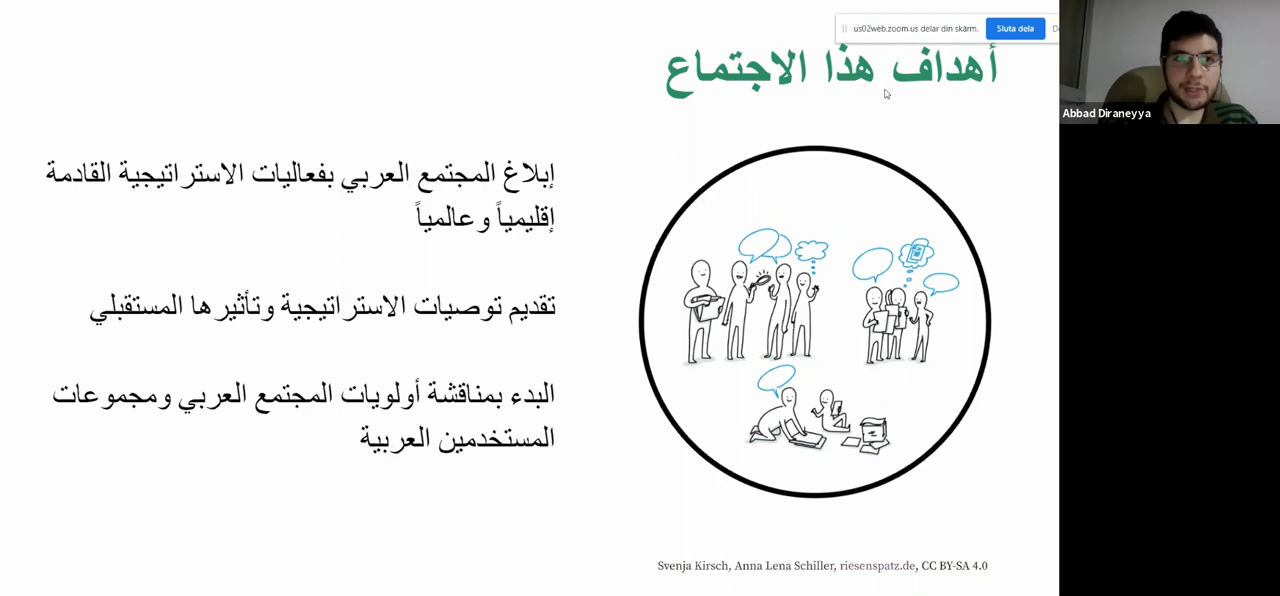 us02web.zoom.us delar din skärm. Sluta dela
أهداف هذا الاجتماع
Abbad Diraneyya
إبلاغ المجتمع العربي بفعاليات الاستراتيجية القادمة
إقليمياً وعالمياً
تقديم توصيات الاستراتيجية وتأثيرها المستقبلي
البدء بمناقشة أولويات المجتمع العربي ومجموعات
المستخدمين العربية
Svenja Kirsch, Anna Lena Schiller, riesenspatz.de, CC BY-SA 4.0